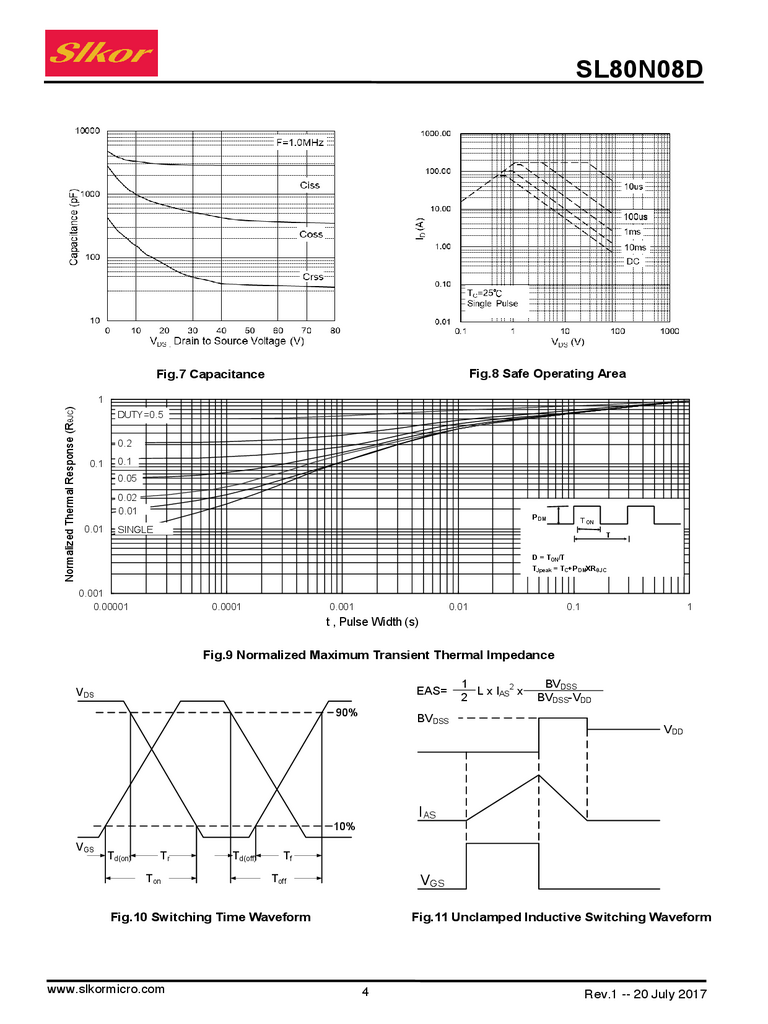 Slkor
SL80N08D
10000
1000
100
10
Capacitance (pF)
F=1.0MHz
Ciss
Coss
Crss
0 10 20 30 40 50 60 70 80
VDS , Drain to Source Voltage (V)
1000.00
100.00
10.00
1.00
0.10
0.01
ID (A)
10us
100us
1ms
10ms
DC
TC=25℃
Single Pulse
0.1 1 10 100 1000
VDS (V)
Fig.7 Capacitance
Fig.8 Safe Operating Area
Normalized Thermal Response (RθJC)
1
0.1
0.01
0.001
DUTY=0.5
0.2
0.1
0.05
0.02
0.01
SINGLE
PDM
TON
T
D = TON/T
TJpeak = TC+PDMXRθJC
0.00001 0.0001 0.001 0.01 0.1 1
t , Pulse Width (s)
Fig.9 Normalized Maximum Transient Thermal Impedance
VDS
90%
10%
VGS
Td(on) Tr Td(off) Tf
Ton Toff
EAS= 1/2 L x IAS2 x BVDSS/BVDSS-VDD
BVDSS
VDD
IAS
VGS
Fig.10 Switching Time Waveform
Fig.11 Unclamped Inductive Switching Waveform
www.slkormicro.com
4
Rev.1 -- 20 July 2017